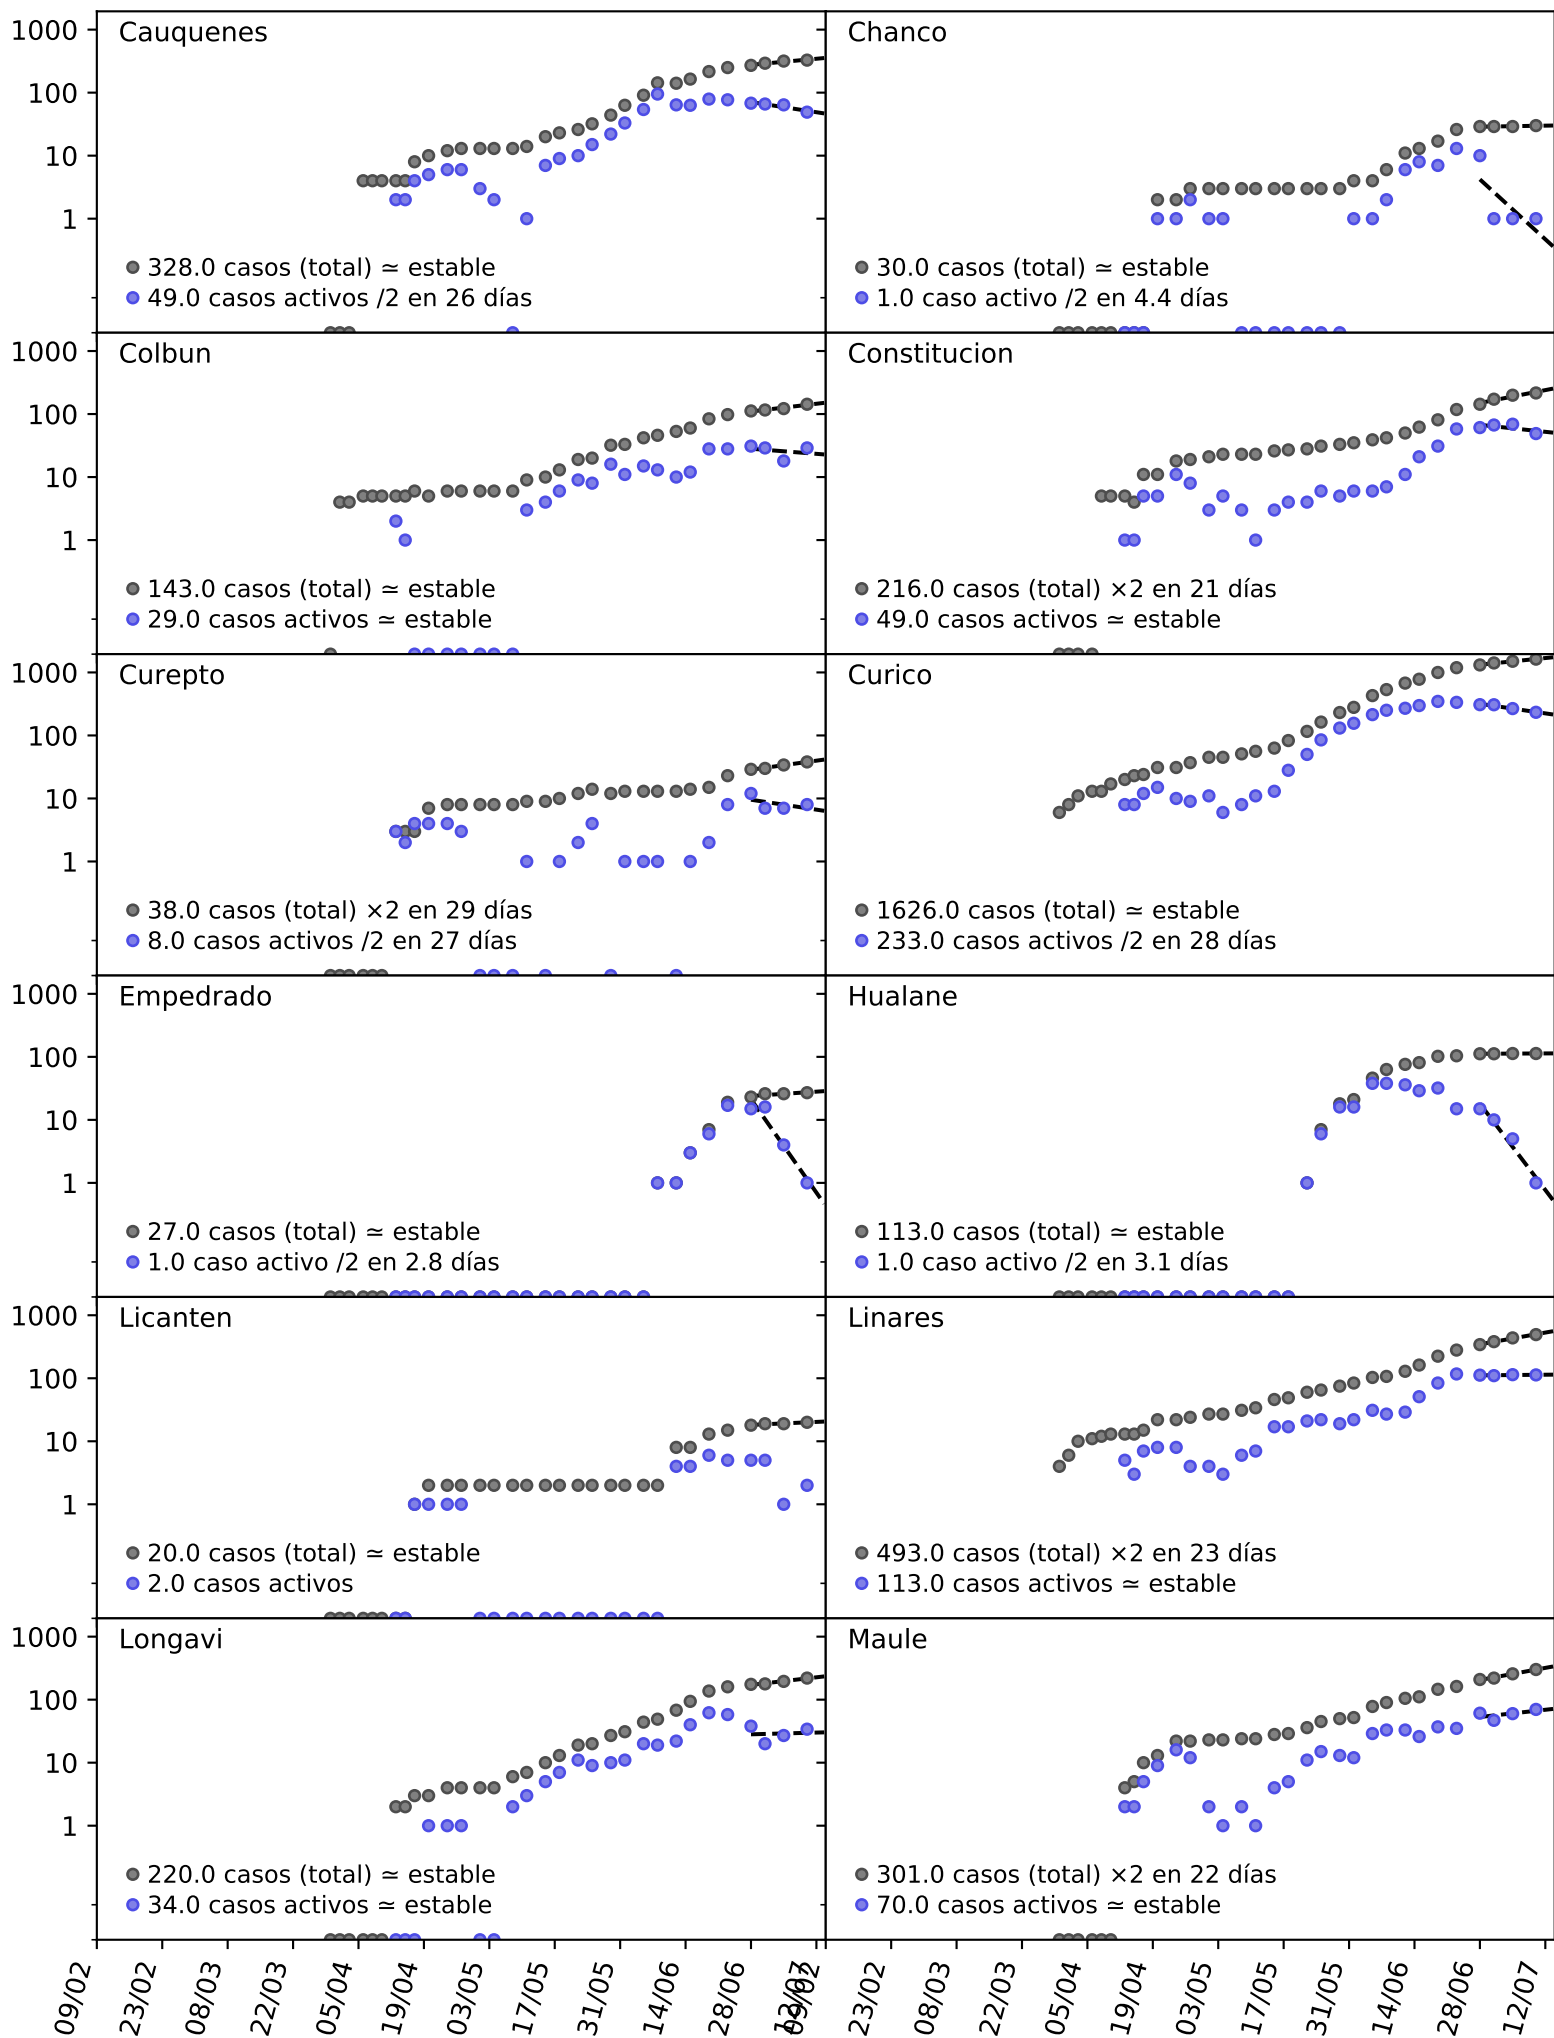 1000 Cauquenes Chanco
100
10
1
328.0 casos (total) ≃ estable 30.0 casos (total) ≃ estable
49.0 casos activos /2 en 26 días 1.0 caso activo /2 en 4.4 días
1000 Colbun Constitucion
100
10
1
143.0 casos (total) ≃ estable 216.0 casos (total) ×2 en 21 días
29.0 casos activos ≃ estable 49.0 casos activos ≃ estable
1000 Curepto Curico
100
10
1
38.0 casos (total) ×2 en 29 días 1626.0 casos (total) ≃ estable
8.0 casos activos /2 en 27 días 233.0 casos activos /2 en 28 días
1000 Empedrado Hualane
100
10
1
27.0 casos (total) ≃ estable 113.0 casos (total) ≃ estable
1.0 caso activo /2 en 2.8 días 1.0 caso activo /2 en 3.1 días
1000 Licanten Linares
100
10
1
20.0 casos (total) ≃ estable 493.0 casos (total) ×2 en 23 días
2.0 casos activos 113.0 casos activos ≃ estable
1000 Longavi Maule
100
10
1
220.0 casos (total) ≃ estable 301.0 casos (total) ×2 en 22 días
34.0 casos activos ≃ estable 70.0 casos activos ≃ estable
09/02 23/02 08/03 22/03 05/04 19/04 03/05 17/05 31/05 14/06 28/06 12/07 09/02 23/02 08/03 22/03 05/04 19/04 03/05 17/05 31/05 14/06 28/06 12/07